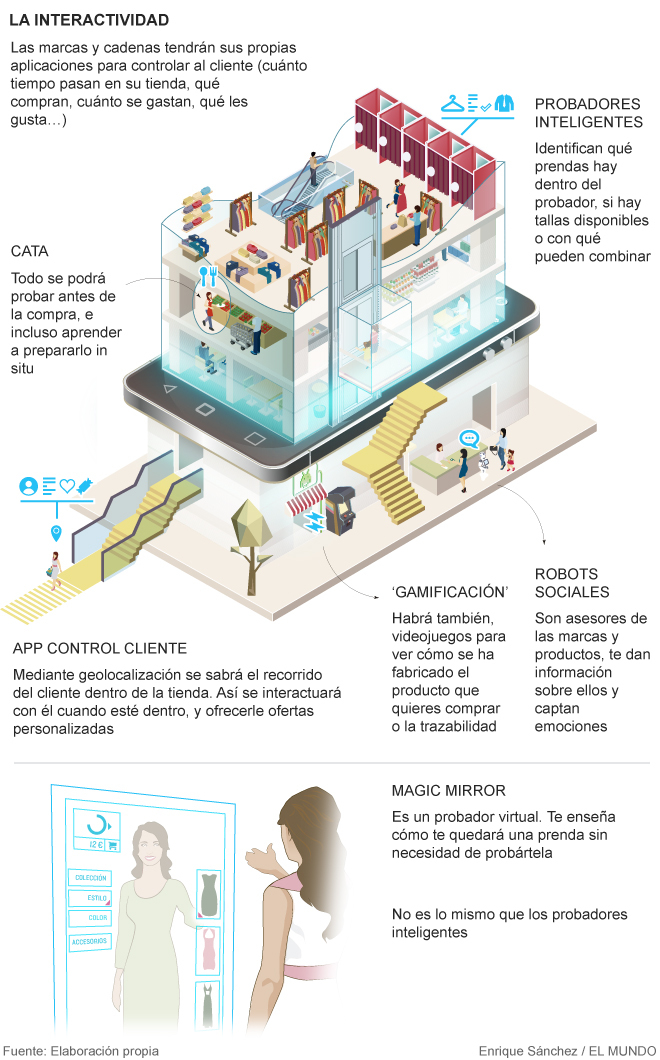 LA INTERACTIVIDAD
Las marcas y cadenas tendrán sus propias
aplicaciones para controlar al cliente (cuánto
tiempo pasan en su tienda, qué
compran, cuánto se gastan, qué les
gusta…)
PROBADORES
INTELIGENTES
Identifican qué
prendas hay
dentro del
probador, si hay
tallas disponibles
o con qué
pueden combinar
CATA
Todo se podrá
probar antes de
la compra, e
incluso aprender
a prepararlo in
situ
APP CONTROL CLIENTE
Mediante geolocalización se sabrá el recorrido
del cliente dentro de la tienda. Así se interactuará
con él cuando esté dentro, y ofrecerle ofertas
personalizadas
‘GAMIFICACIÓN’
Habrá también,
videojuegos para
ver cómo se ha
fabricado el
producto que
quieres comprar
o la trazabilidad
ROBOTS
SOCIALES
Son asesores de
las marcas y
productos, te dan
información
sobre ellos y
captan
emociones
MAGIC MIRROR
Es un probador virtual. Te enseña
cómo te quedará una prenda sin
necesidad de probártela
No es lo mismo que los probadores
inteligentes
12 €
COLECCIÓN
ESTILO
COLOR
ACCESORIOS
Fuente: Elaboración propia
Enrique Sánchez / EL MUNDO